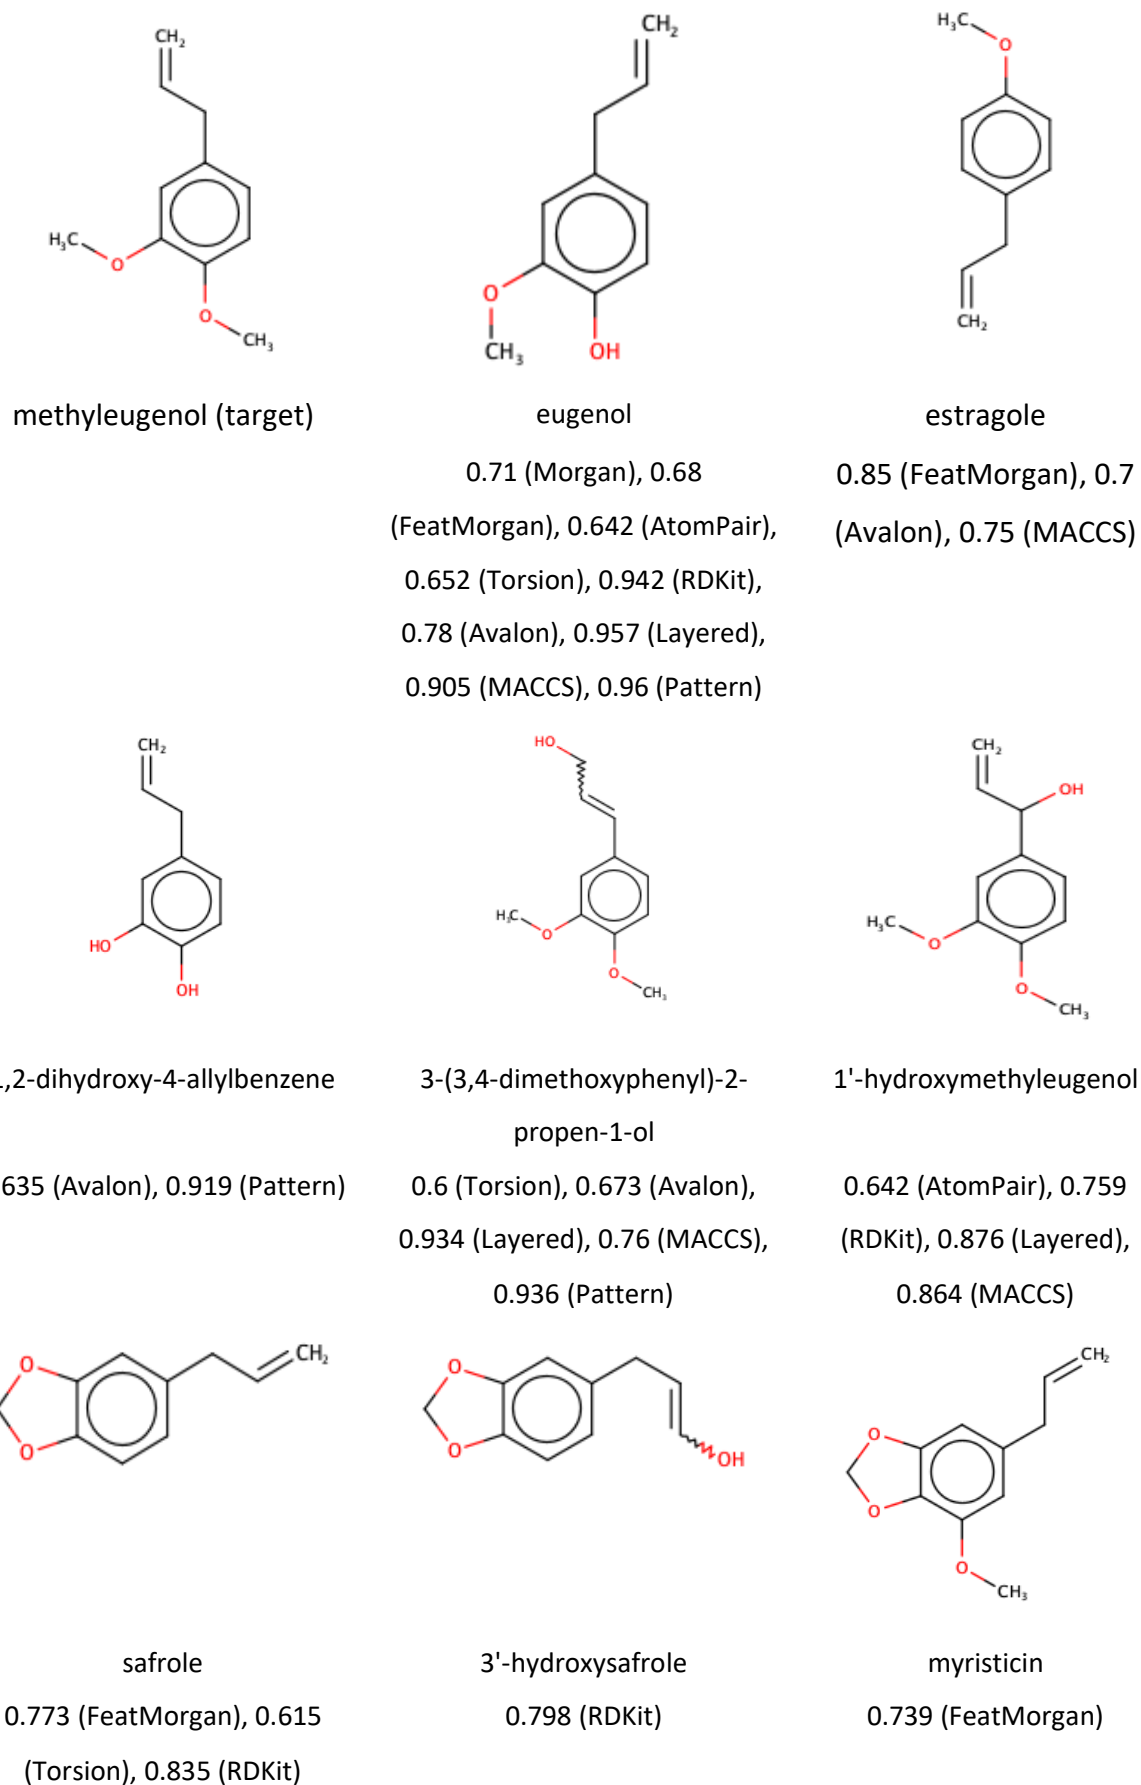 CH₂
H₃C
O
O
CH₃
methyleugenol (target)
CH₂
O
CH₃
OH
eugenol
0.71 (Morgan), 0.68
(FeatMorgan), 0.642 (AtomPair),
0.652 (Torsion), 0.942 (RDKit),
0.78 (Avalon), 0.957 (Layered),
0.905 (MACCS), 0.96 (Pattern)
H₃C
O
CH₂
estragole
0.85 (FeatMorgan), 0.7
(Avalon), 0.75 (MACCS)
CH₂
HO
OH
,2-dihydroxy-4-allylbenzene
635 (Avalon), 0.919 (Pattern)
HO
H₃C
O
O
CH₃
3-(3,4-dimethoxyphenyl)-2-
propen-1-ol
0.6 (Torsion), 0.673 (Avalon),
0.934 (Layered), 0.76 (MACCS),
0.936 (Pattern)
CH₂
OH
H₃C
O
O
CH₃
1'-hydroxymethyleugenol
0.642 (AtomPair), 0.759
(RDKit), 0.876 (Layered),
0.864 (MACCS)
O
CH₂
O
safrole
0.773 (FeatMorgan), 0.615
(Torsion), 0.835 (RDKit)
O
O
OH
3'-hydroxysafrole
0.798 (RDKit)
CH₂
O
O
O
CH₃
myristicin
0.739 (FeatMorgan)